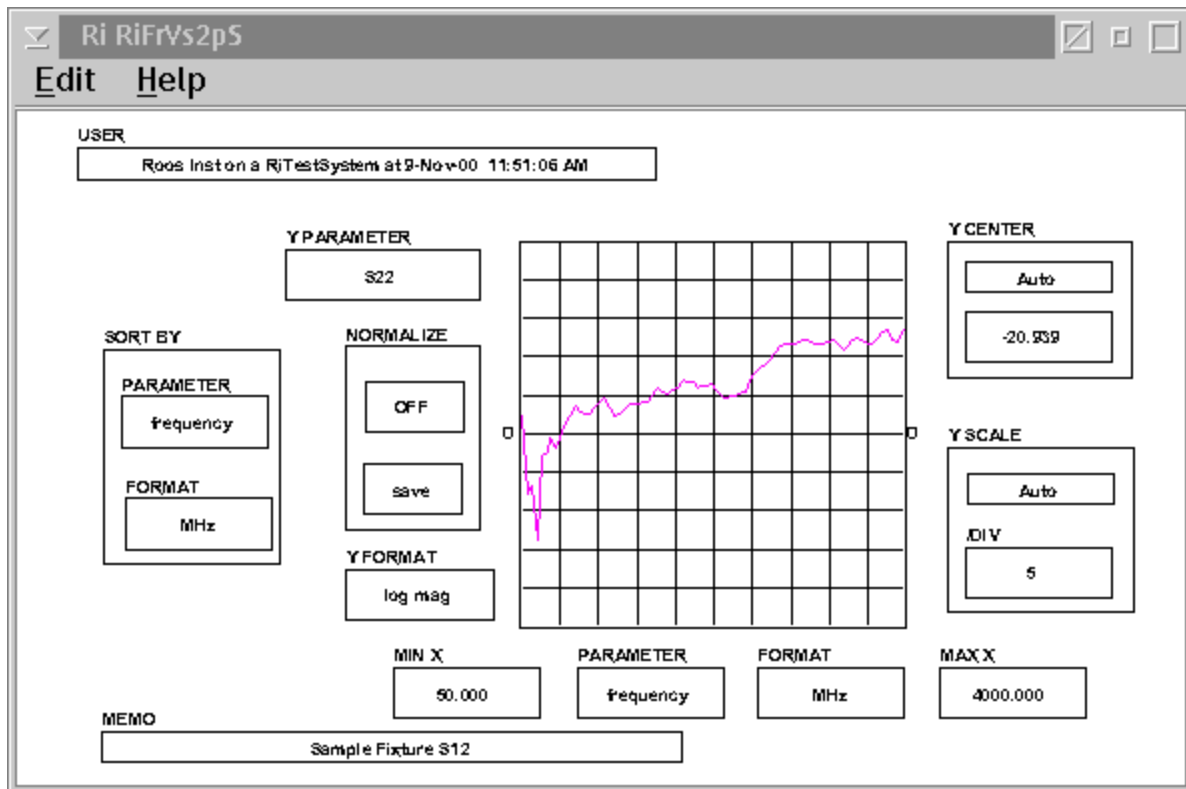 Ri RiFrVs2pS
Edit Help
USER
Roos Inst on a RiTestSystem at 9-Nov-00 11:51:06 AM
Y PARAMETER
S22
Y CENTER
Auto
-20.939
SORT BY
PARAMETER
frequency
FORMAT
MHz
NORMALIZE
OFF
save
Y FORMAT
log mag
Y SCALE
Auto
/DIV
5
MIN X
50.000
PARAMETER
frequency
FORMAT
MHz
MAX X
4000.000
MEMO
Sample Fixture S12